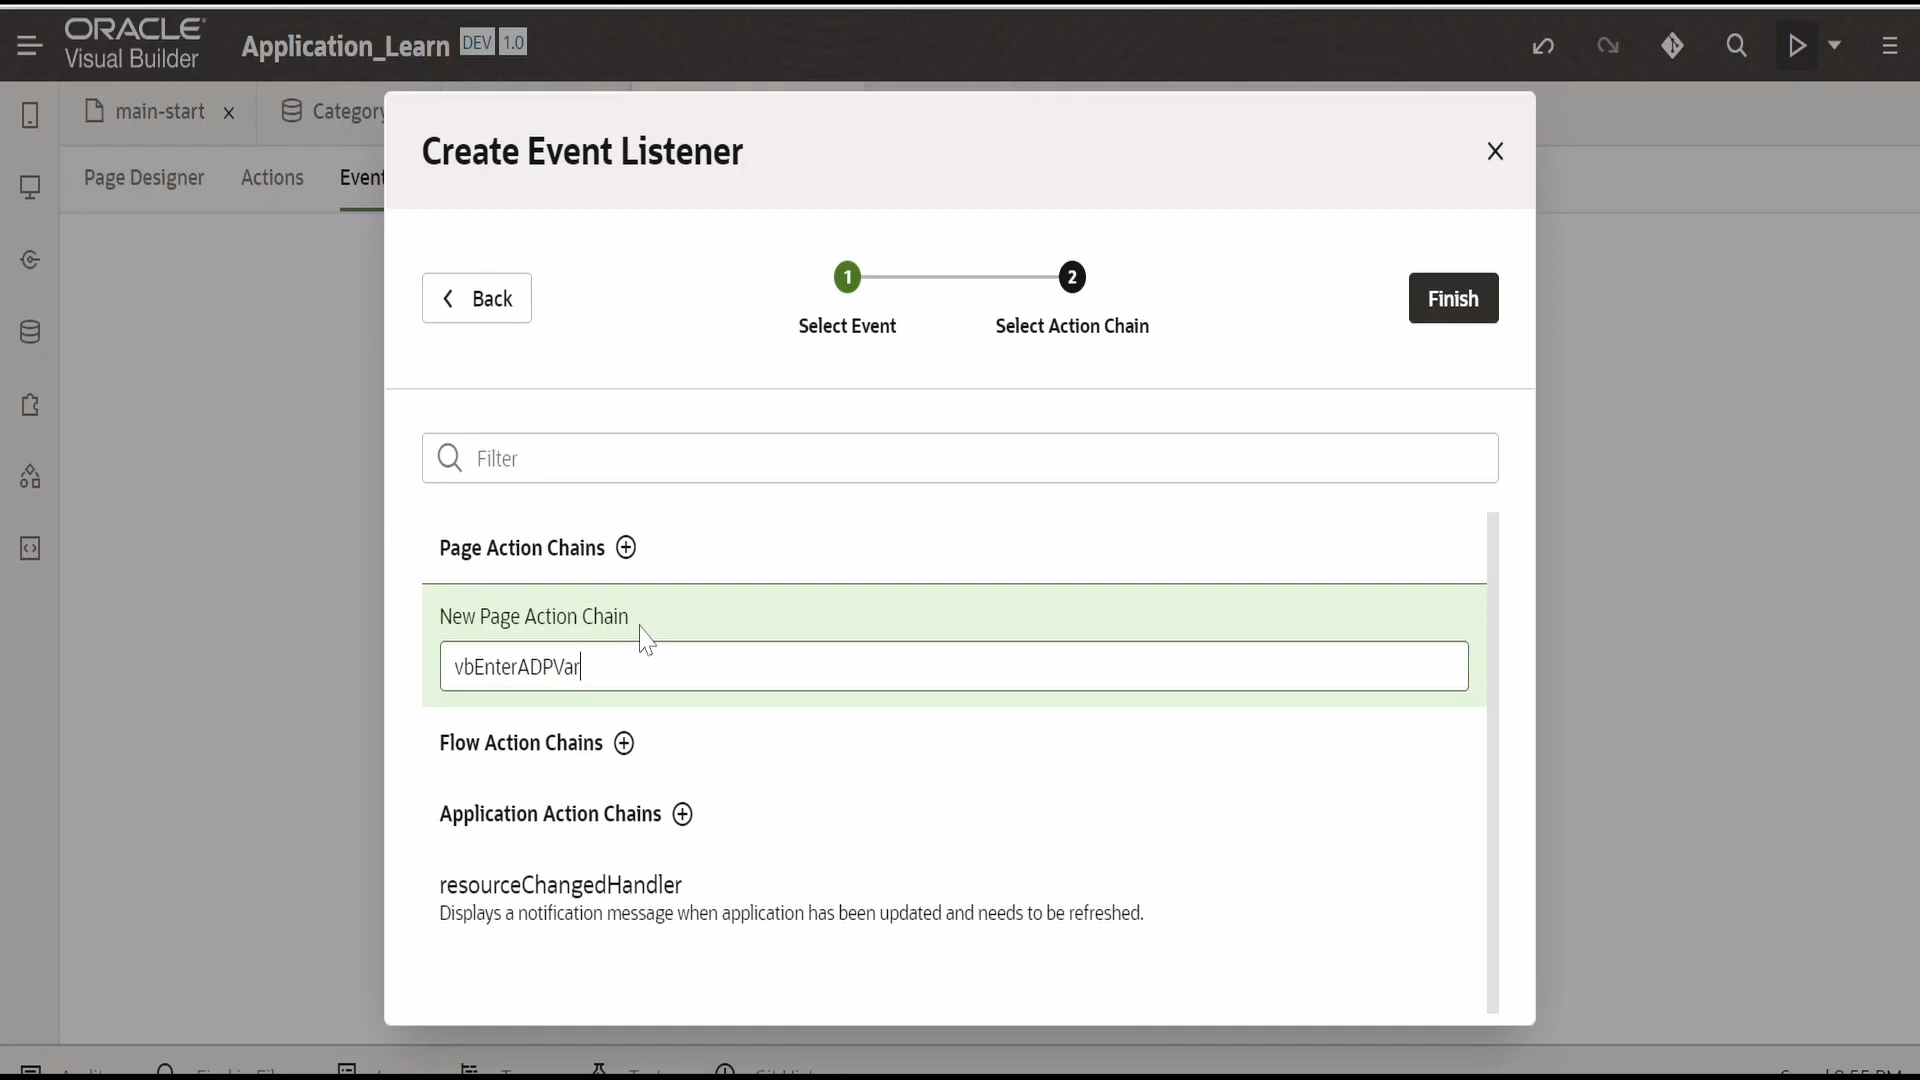 ORACLE
Visual Builder
Application_Learn DEV 1.0
main-start
Category
Page Designer
Actions
Event
Create Event Listener
Back
1
2
Select Event
Select Action Chain
Finish
Filter
Page Action Chains
New Page Action Chain
vbEnterADPVar
Flow Action Chains
Application Action Chains
resourceChangedHandler
Displays a notification message when application has been updated and needs to be refreshed.